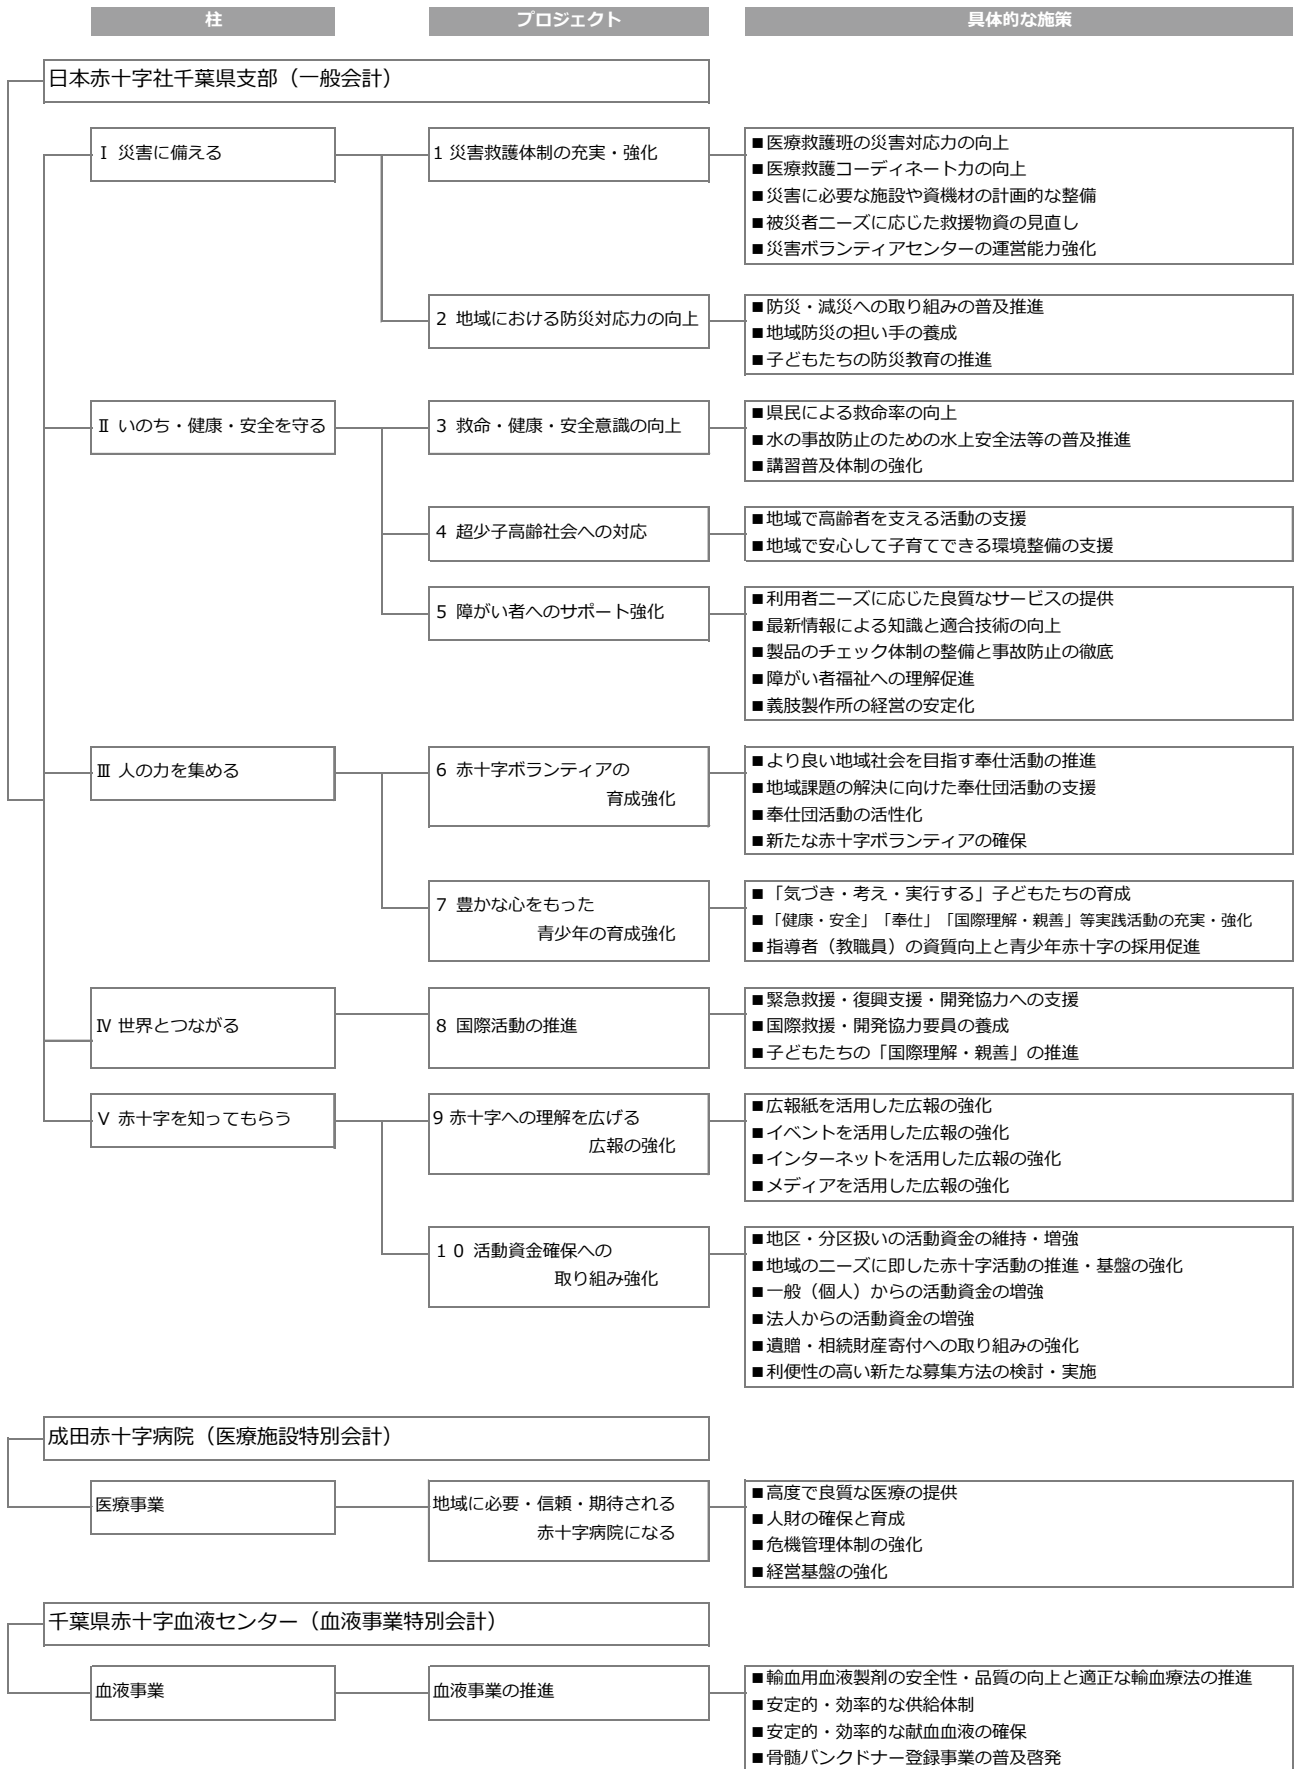 柱 プロジェクト 具体的な施策
日本赤十字社千葉県支部（一般会計）
Ⅰ 災害に備える
1 災害救護体制の充実・強化
■医療救護班の災害対応力の向上
■医療救護コーディネート力の向上
■災害に必要な施設や資機材の計画的な整備
■被災者ニーズに応じた救援物資の見直し
■災害ボランティアセンターの運営能力強化
２ 地域における防災対応力の向上
■防災・減災への取り組みの普及推進
■地域防災の担い手の養成
■子どもたちの防災教育の推進
Ⅱ いのち・健康・安全を守る
３ 救命・健康・安全意識の向上
■県民による救命率の向上
■水の事故防止のための水上安全法等の普及推進
■講習普及体制の強化
４ 超少子高齢社会への対応
■地域で高齢者を支える活動の支援
■地域で安心して子育てできる環境整備の支援
５ 障がい者へのサポート強化
■利用者ニーズに応じた良質なサービスの提供
■最新情報による知識と適合技術の向上
■製品のチェック体制の整備と事故防止の徹底
■障がい者福祉への理解促進
■義肢製作所の経営の安定化
Ⅲ 人の力を集める
６ 赤十字ボランティアの
育成強化
■より良い地域社会を目指す奉仕活動の推進
■地域課題の解決に向けた奉仕団活動の支援
■奉仕団活動の活性化
■新たな赤十字ボランティアの確保
７ 豊かな心をもった
青少年の育成強化
■「気づき・考え・実行する」子どもたちの育成
■「健康・安全」「奉仕」「国際理解・親善」等実践活動の充実・強化
■指導者（教職員）の資質向上と青少年赤十字の採用促進
Ⅳ 世界とつながる
８ 国際活動の推進
■緊急救援・復興支援・開発協力への支援
■国際救援・開発協力要員の養成
■子どもたちの「国際理解・親善」の推進
Ⅴ 赤十字を知ってもらう
9 赤十字への理解を広げる
広報の強化
■広報紙を活用した広報の強化
■イベントを活用した広報の強化
■インターネットを活用した広報の強化
■メディアを活用した広報の強化
１０ 活動資金確保への
取り組み強化
■地区・分区扱いの活動資金の維持・増強
■地域のニーズに即した赤十字活動の推進・基盤の強化
■一般（個人）からの活動資金の増強
■法人からの活動資金の増強
■遺贈・相続財産寄付への取り組みの強化
■利便性の高い新たな募集方法の検討・実施
成田赤十字病院（医療施設特別会計）
医療事業
地域に必要・信頼・期待される
赤十字病院になる
■高度で良質な医療の提供
■人財の確保と育成
■危機管理体制の強化
■経営基盤の強化
千葉県赤十字血液センター（血液事業特別会計）
血液事業
血液事業の推進
■輸血用血液製剤の安全性・品質の向上と適正な輸血療法の推進
■安定的・効率的な供給体制
■安定的・効率的な献血血液の確保
■骨髄バンクドナー登録事業の普及啓発